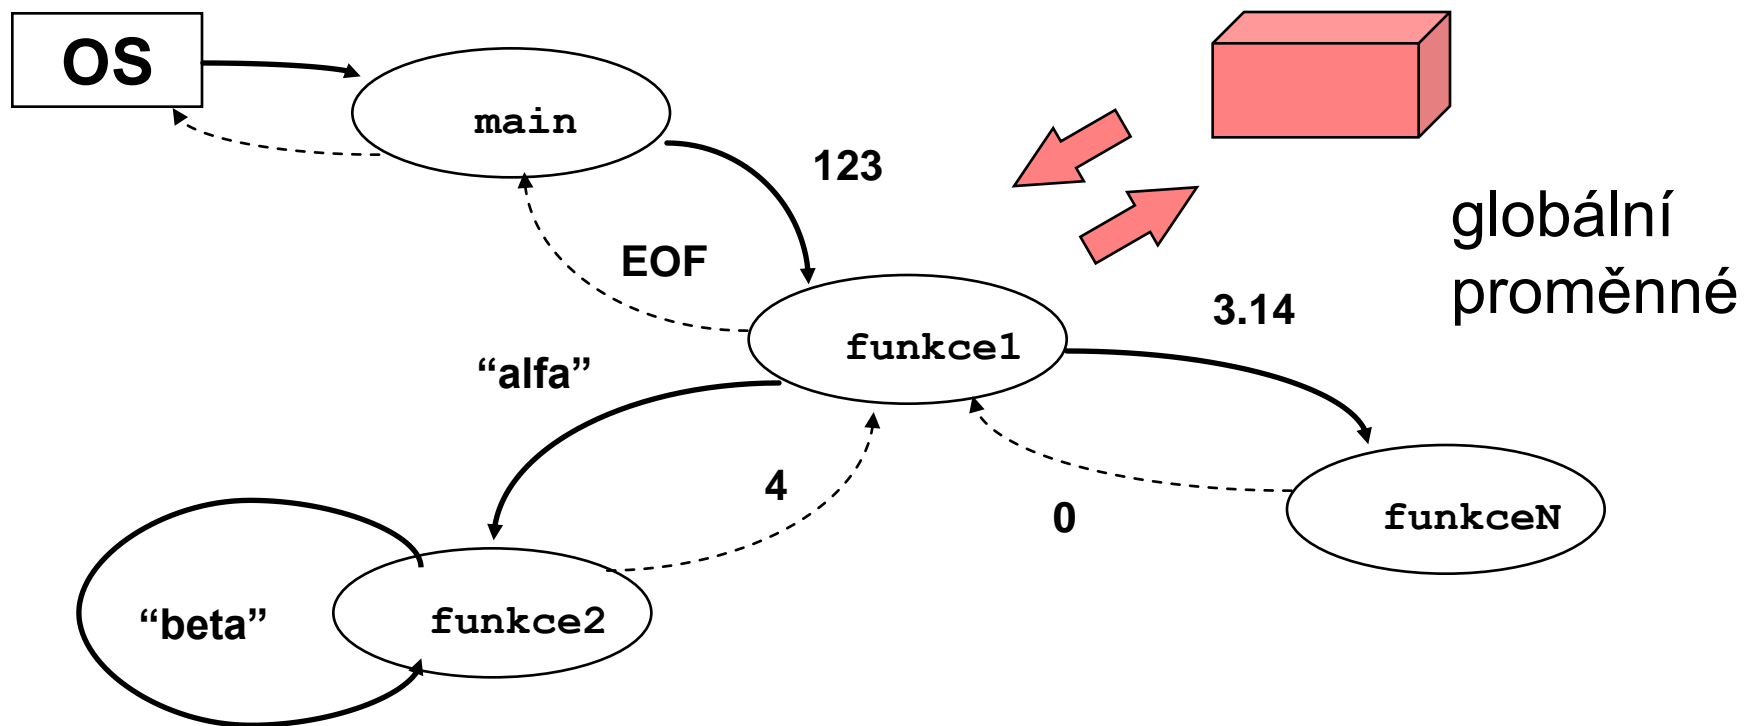 OS
main
123
globální
proměnné
EOF
3.14
funkce1
“alfa”
4
0
funkceN
“beta”
funkce2